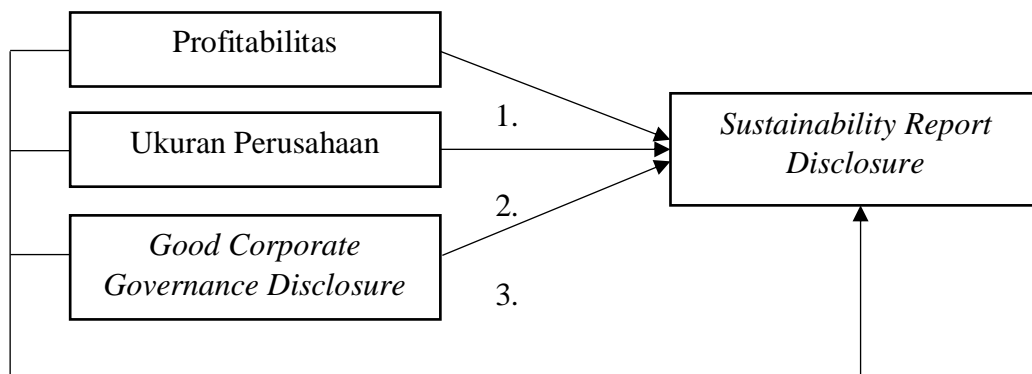 Profitabilitas
1.
Sustainability Report
Disclosure
Ukuran Perusahaan
2.
Good Corporate
Governance Disclosure
3.